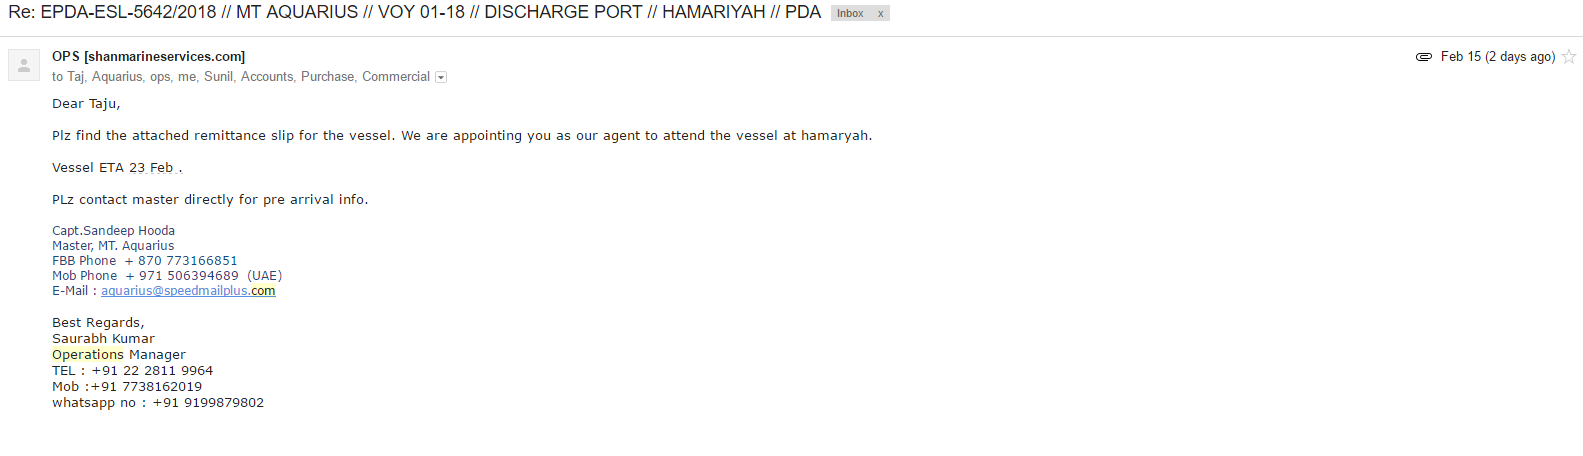 Re: EPDA-ESL-5642/2018 // MT AQUARIUS // VOY 01-18 // DISCHARGE PORT // HAMARIYAH // PDA Inbox x
OPS [shanmarineservices.com] Feb 15 (2 days ago)
to Taj, Aquarius, ops, me, Sunil, Accounts, Purchase, Commercial
Dear Taju,
Plz find the attached remittance slip for the vessel. We are appointing you as our agent to attend the vessel at hamaryah.
Vessel ETA 23 Feb .
PLz contact master directly for pre arrival info.
Capt.Sandeep Hooda
Master, MT. Aquarius
FBB Phone + 870 773166851
Mob Phone + 971 506394689 (UAE)
E-Mail : aquarius@speedmailplus.com
Best Regards,
Saurabh Kumar
Operations Manager
TEL : +91 22 2811 9964
Mob :+91 7738162019
whatsapp no : +91 9199879802